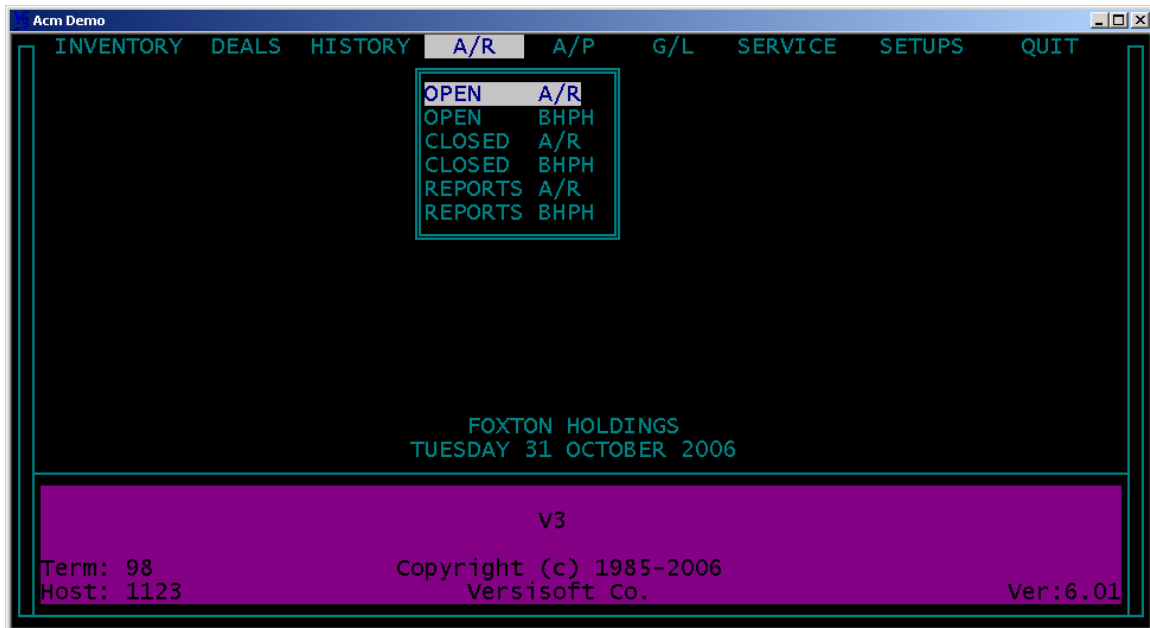 Acm Demo
INVENTORY DEALS HISTORY A/R A/P G/L SERVICE SETUPS QUIT
OPEN A/R
OPEN BHPH
CLOSED A/R
CLOSED BHPH
REPORTS A/R
REPORTS BHPH
FOXTON HOLDINGS
TUESDAY 31 OCTOBER 2006
V3
Term: 98 Copyright (c) 1985-2006
Host: 1123 Versisoft Co. Ver:6.01